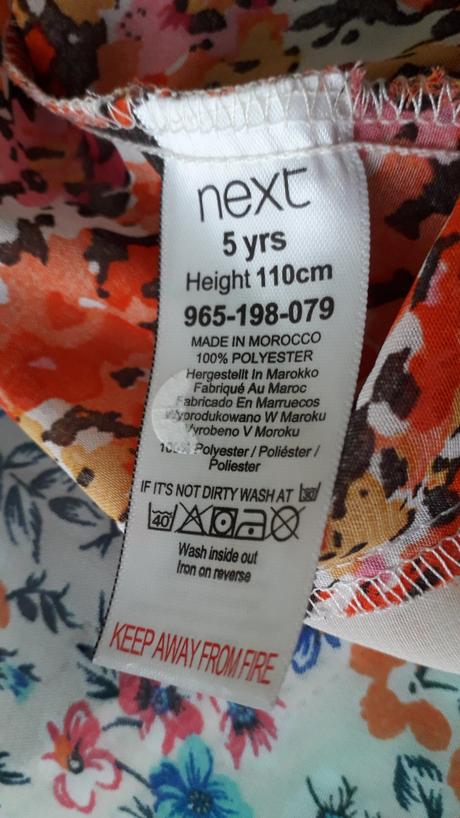 next
5 yrs
Height 110cm
965-198-079
MADE IN MOROCCO
100% POLYESTER
Hergestellt In Marokko
Fabriqué Au Maroc
Fabricado En Marruecos
Wyprodukowano W Maroku
Vyrobeno V Moroku
100% Polyester / Poliéster /
Poliester
IF IT'S NOT DIRTY WASH AT 30
40
Wash inside out
Iron on reverse
KEEP AWAY FROM FIRE